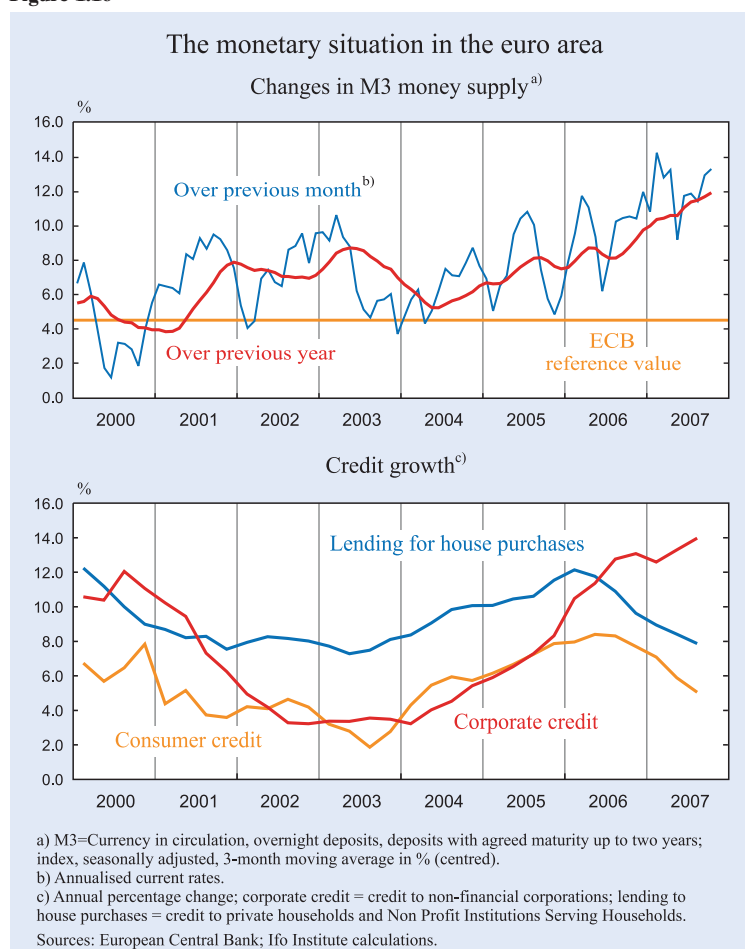 The monetary situation in the euro area
Changes in M3 money supply a)
%
16.0
14.0
12.0
10.0
8.0
6.0
4.0
2.0
0.0
Over previous month b)
Over previous year
ECB
reference value
2000 2001 2002 2003 2004 2005 2006 2007
Credit growth c)
%
16.0
14.0
12.0
10.0
8.0
6.0
4.0
2.0
0.0
Lending for house purchases
Corporate credit
Consumer credit
2000 2001 2002 2003 2004 2005 2006 2007
a) M3=Currency in circulation, overnight deposits, deposits with agreed maturity up to two years;
index, seasonally adjusted, 3-month moving average in % (centred).
b) Annualised current rates.
c) Annual percentage change; corporate credit = credit to non-financial corporations; lending to
house purchases = credit to private households and Non Profit Institutions Serving Households.
Sources: European Central Bank; Ifo Institute calculations.